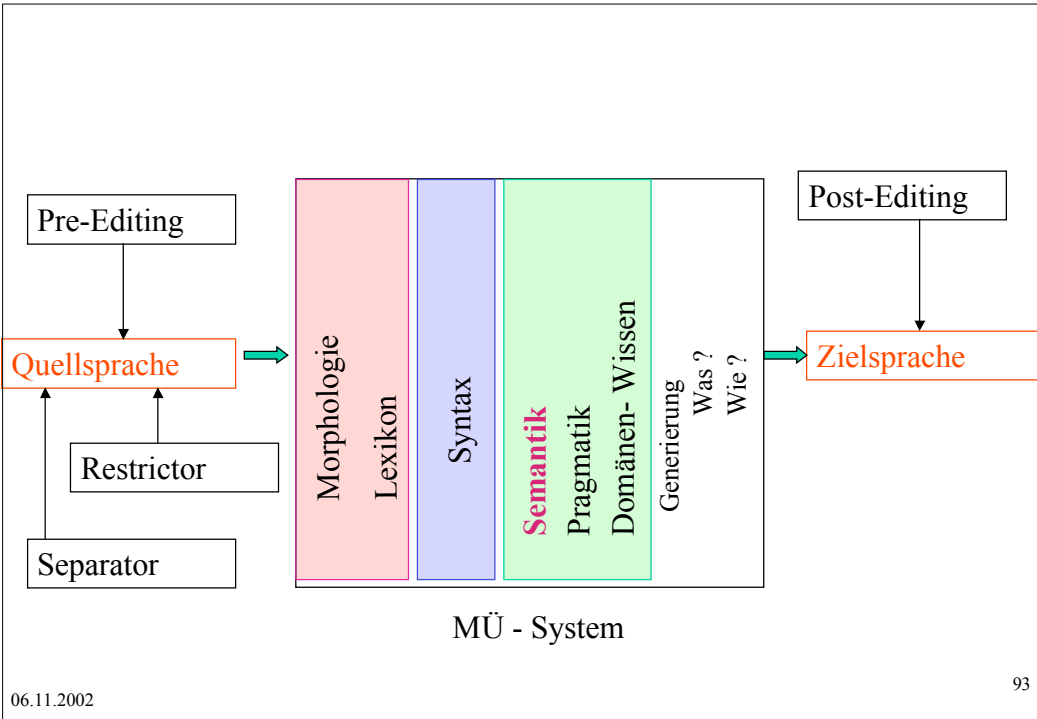 Pre-Editing
Quellsprache
Restrictor
Separator
Morphologie
Lexikon
Syntax
Semantik
Pragmatik
Domänen- Wissen
Generierung
Was ?
Wie ?
MÜ - System
Post-Editing
Zielsprache
06.11.2002
93